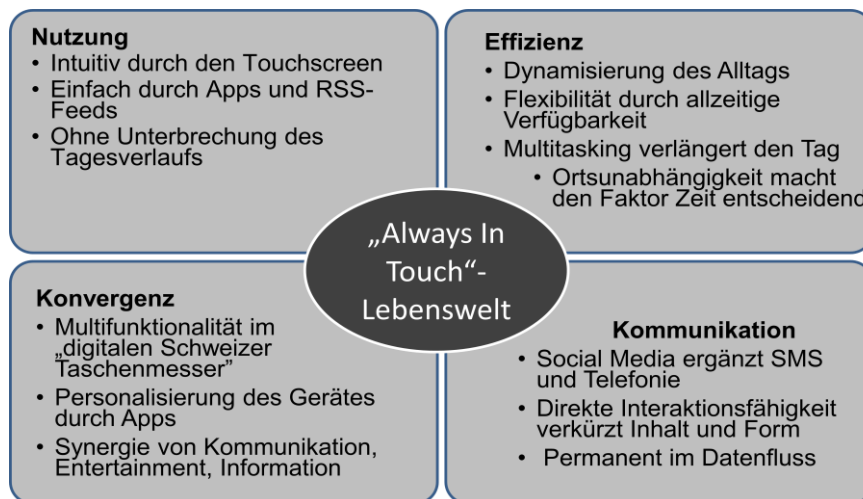 Nutzung
• Intuitiv durch den Touchscreen
• Einfach durch Apps und RSS-
Feeds
• Ohne Unterbrechung des
Tagesverlaufs
Effizienz
• Dynamisierung des Alltags
• Flexibilität durch allzeitige
Verfügbarkeit
• Multitasking verlängert den Tag
• Ortsunabhängigkeit macht
den Faktor Zeit entscheidend
„Always In
Touch“-
Lebenswelt
Konvergenz
• Multifunktionalität im
„digitalen Schweizer
Taschenmesser”
• Personalisierung des Gerätes
durch Apps
• Synergie von Kommunikation,
Entertainment, Information
Kommunikation
• Social Media ergänzt SMS
und Telefonie
• Direkte Interaktionsfähigkeit
verkürzt Inhalt und Form
• Permanent im Datenfluss